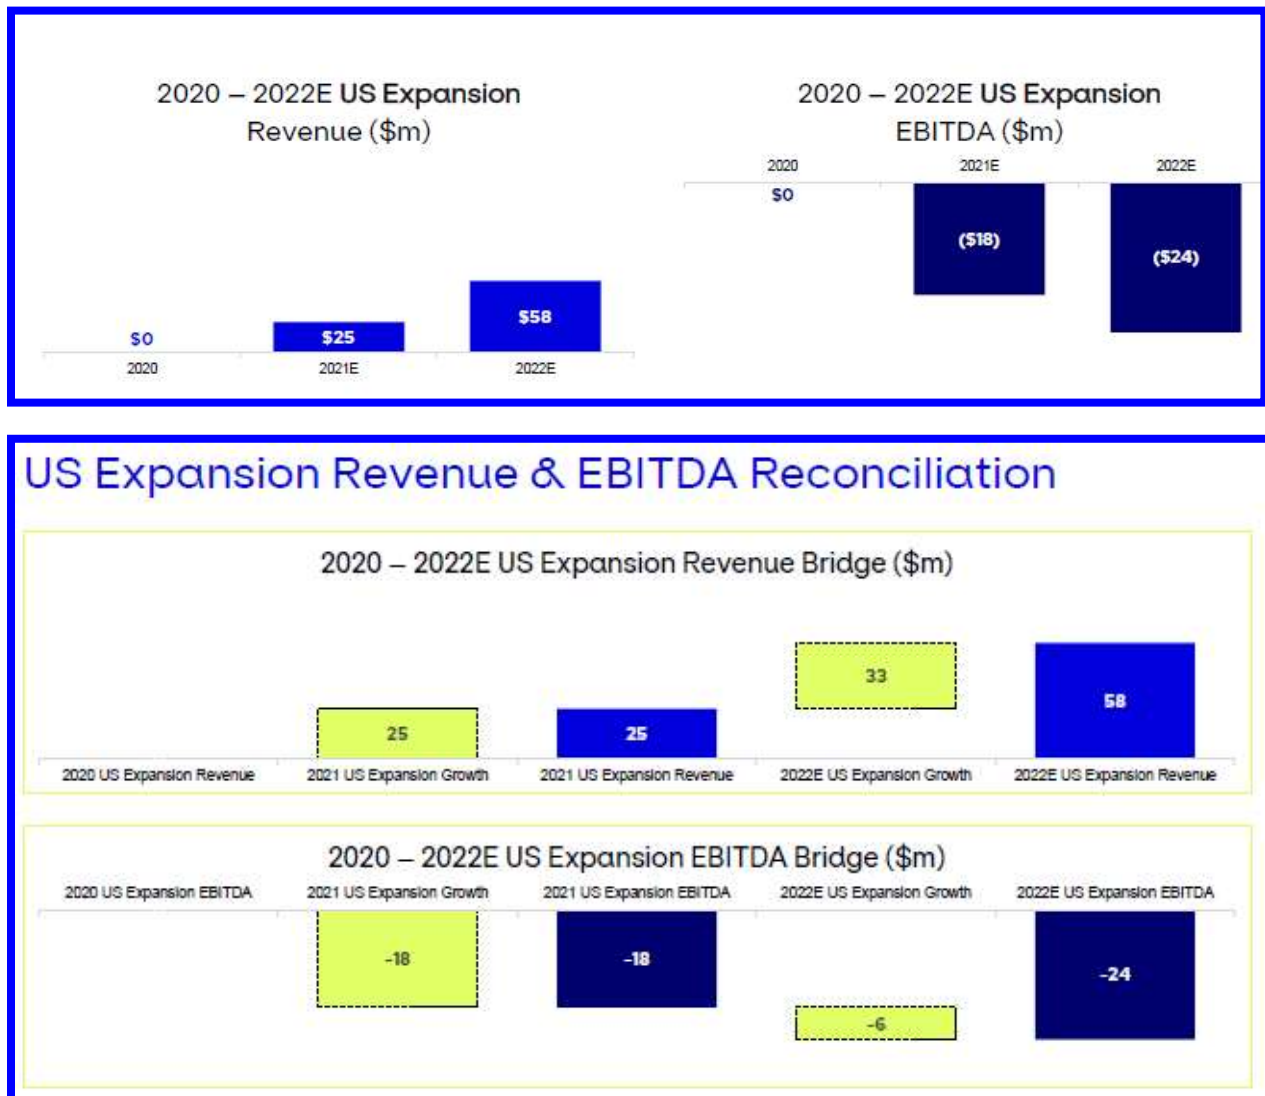 2020 – 2022E US Expansion
Revenue ($m)
$0
$25
$58
2020
2021E
2022E
2020 – 2022E US Expansion
EBITDA ($m)
2020
2021E
2022E
$0
($18)
($24)
US Expansion Revenue & EBITDA Reconciliation
2020 – 2022E US Expansion Revenue Bridge ($m)
25
25
33
58
2020 US Expansion Revenue
2021 US Expansion Growth
2021 US Expansion Revenue
2022E US Expansion Growth
2022E US Expansion Revenue
2020 – 2022E US Expansion EBITDA Bridge ($m)
2020 US Expansion EBITDA
2021 US Expansion Growth
2021 US Expansion EBITDA
2022E US Expansion Growth
2022E US Expansion EBITDA
-18
-18
-6
-24